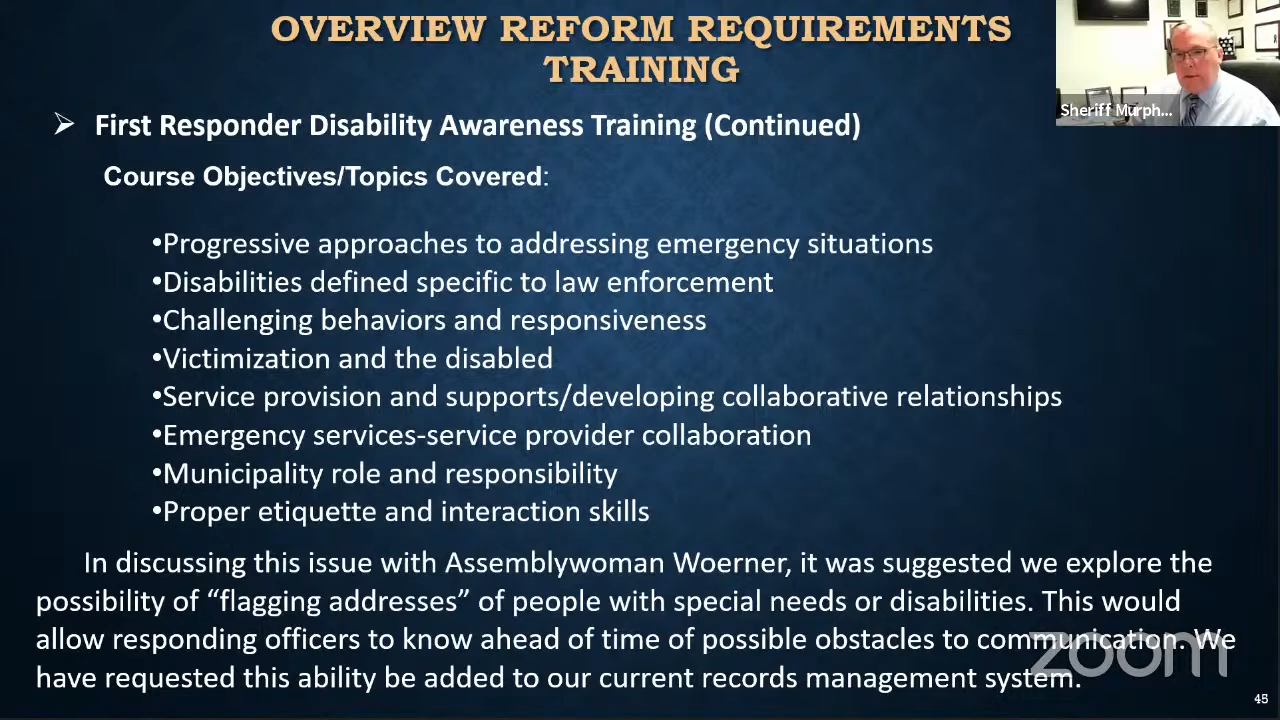 OVERVIEW REFORM REQUIREMENTS
TRAINING
Sheriff Murph...
➢ First Responder Disability Awareness Training (Continued)
Course Objectives/Topics Covered:
•Progressive approaches to addressing emergency situations
•Disabilities defined specific to law enforcement
•Challenging behaviors and responsiveness
•Victimization and the disabled
•Service provision and supports/developing collaborative relationships
•Emergency services-service provider collaboration
•Municipality role and responsibility
•Proper etiquette and interaction skills
In discussing this issue with Assemblywoman Woerner, it was suggested we explore the
possibility of “flagging addresses” of people with special needs or disabilities. This would
allow responding officers to know ahead of time of possible obstacles to communication. We
have requested this ability be added to our current records management system.
zoom
45